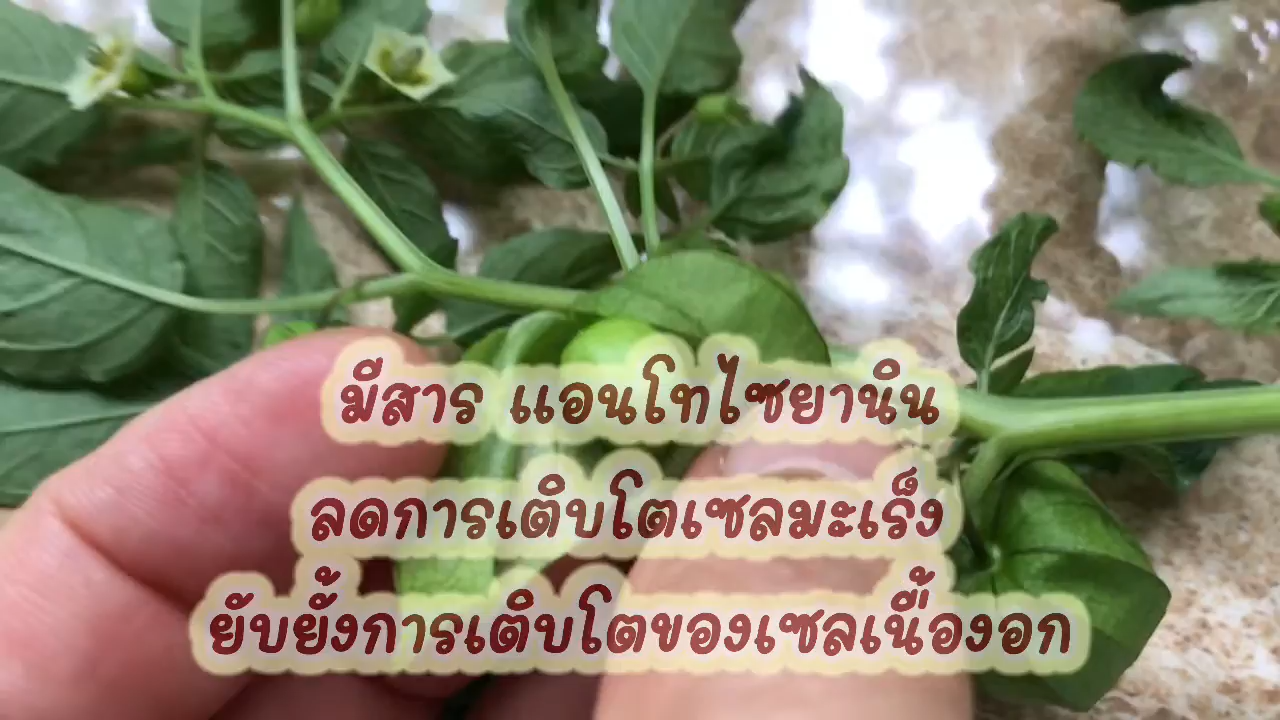 มีสาร แอนโทไซยานิน
ลดการเติบโตเซลมะเร็ง
ยับยั้งการเติบโตของเซลเนื้องอก